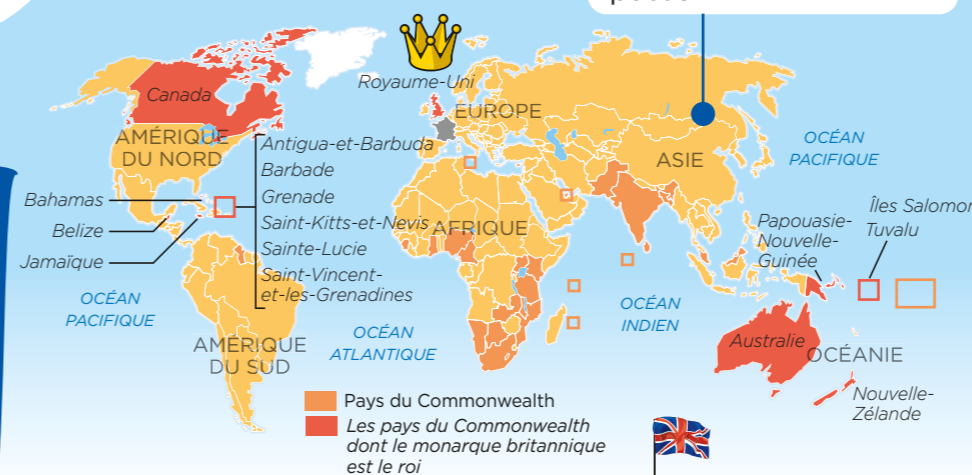 Royaume-Uni
Canada
EUROPE
AMÉRIQUE
DU NORD
Antigua-et-Barbuda
Barbade
Grenade
Saint-Kitts-et-Nevis
Sainte-Lucie
Saint-Vincent-
et-les-Grenadines
Bahamas
Belize
Jamaïque
ASIE
OCÉAN
PACIFIQUE
AFRIQUE
Îles Salomon
Tuvalu
Papouasie-
Nouvelle-
Guinée
OCÉAN
PACIFIQUE
OCÉAN
ATLANTIQUE
OCÉAN
INDIEN
AMÉRIQUE
DU SUD
Australie
OCÉANIE
Nouvelle-
Zélande
Pays du Commonwealth
Les pays du Commonwealth
dont le monarque britannique
est le roi